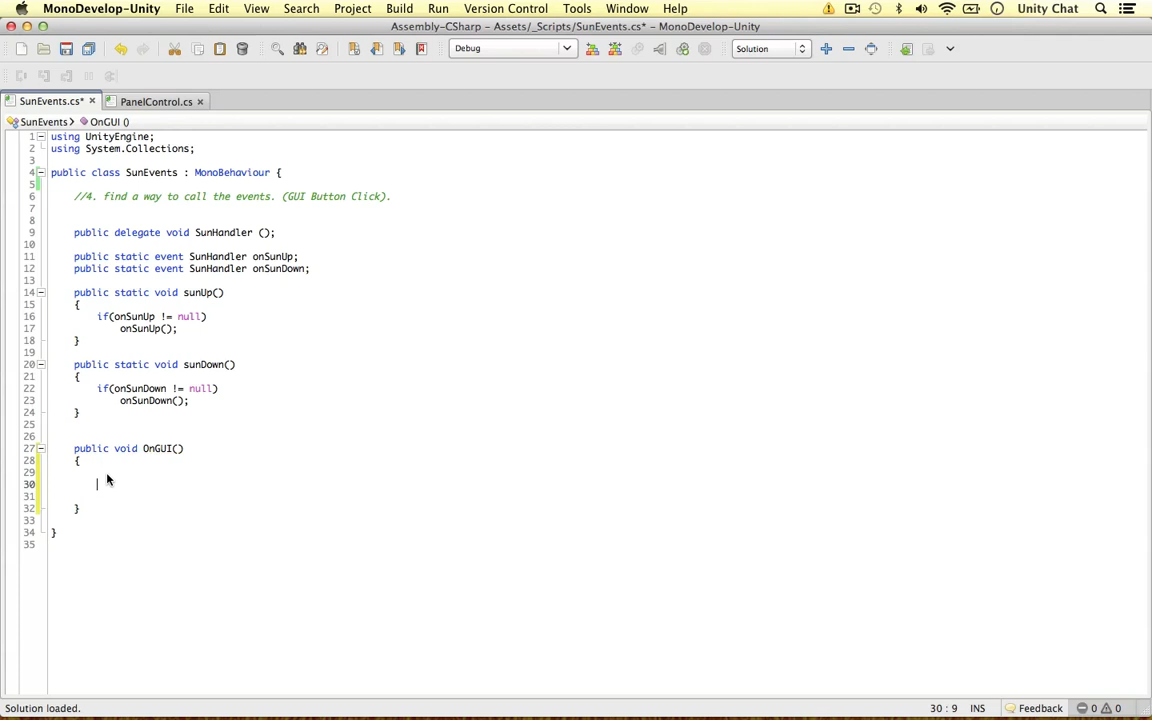 MonoDevelop-Unity File Edit View Search Project Build Run Version Control Tools Window Help Unity Chat
Assembly-CSharp - Assets/_Scripts/SunEvents.cs* - MonoDevelop-Unity
Debug Solution
SunEvents.cs* PanelControl.cs
SunEvents OnGUI ()
1 using UnityEngine;
2 using System.Collections;
3
4 public class SunEvents : MonoBehaviour {
5
6 //4. find a way to call the events. (GUI Button Click).
7
8
9 public delegate void SunHandler ();
10
11 public static event SunHandler onSunUp;
12 public static event SunHandler onSunDown;
13
14 public static void sunUp()
15 {
16 if(onSunUp != null)
17 onSunUp();
18 }
19
20 public static void sunDown()
21 {
22 if(onSunDown != null)
23 onSunDown();
24 }
25
26
27 public void OnGUI()
28 {
29
30
31
32 }
33
34 }
35
Solution loaded. 30 : 9 INS Feedback 0 0